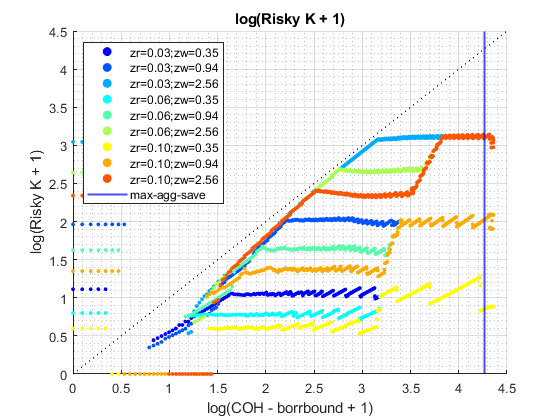 log(Risky K + 1)
4.5
4
3.5
3
2.5
2
1.5
1
0.5
0
log(Risky K + 1)
zr=0.03;zw=0.35
zr=0.03;zw=0.94
zr=0.03;zw=2.56
zr=0.06;zw=0.35
zr=0.06;zw=0.94
zr=0.06;zw=2.56
zr=0.10;zw=0.35
zr=0.10;zw=0.94
zr=0.10;zw=2.56
max-agg-save
0 0.5 1 1.5 2 2.5 3 3.5 4 4.5
log(COH - borrbound + 1)